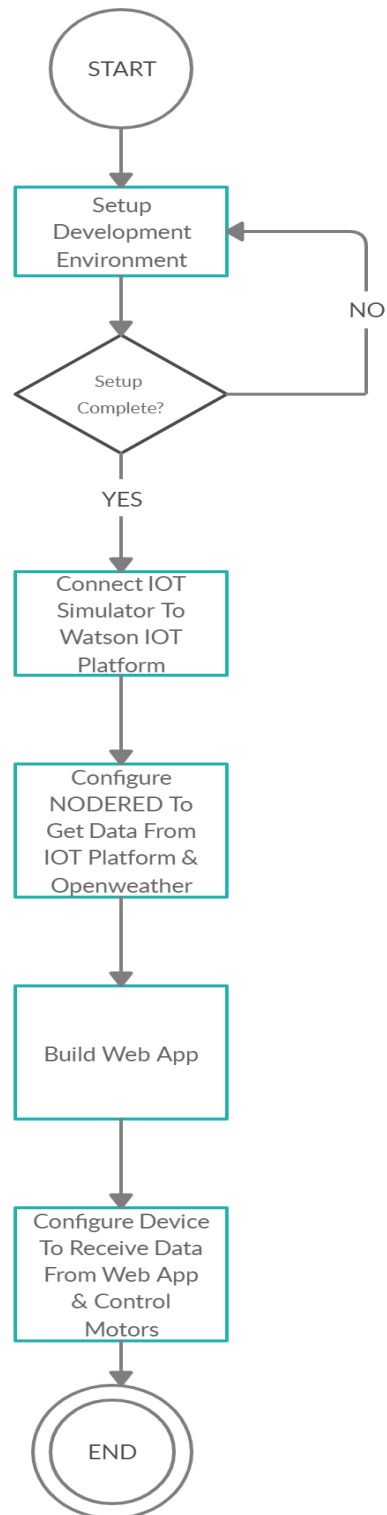 START
Setup
Development
Environment
NO
Setup
Complete?
YES
Connect IOT
Simulator To
Watson IOT
Platform
Configure
NODERED To
Get Data From
IOT Platform &
Openweather
Build Web App
Configure Device
To Receive Data
From Web App
& Control
Motors
END